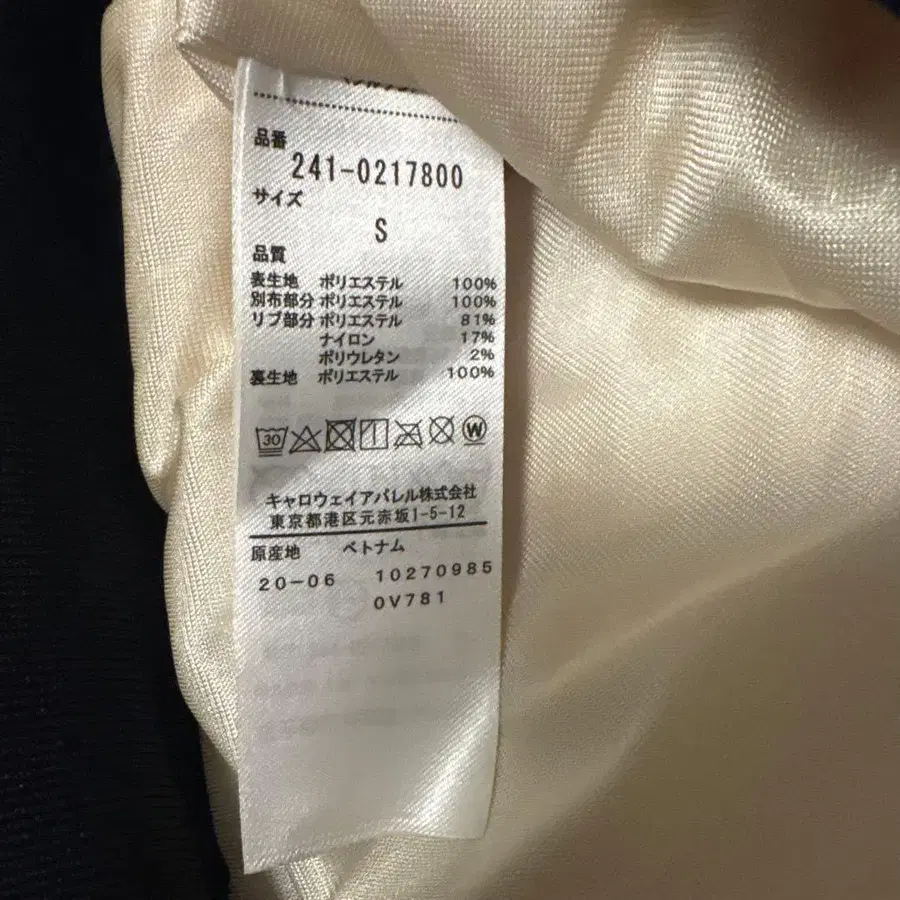 品番
241-0217800
サイズ
S
品質
表生地 ポリエステル 100%
別布部分 ポリエステル 100%
リブ部分 ポリエステル 81%
ナイロン 17%
ポリウレタン 2%
裏生地 ポリエステル 100%
30 W
キャロウェイアパレル株式会社
東京都港区元赤坂1-5-12
原産地 ベトナム
20-06 10270985
0V781